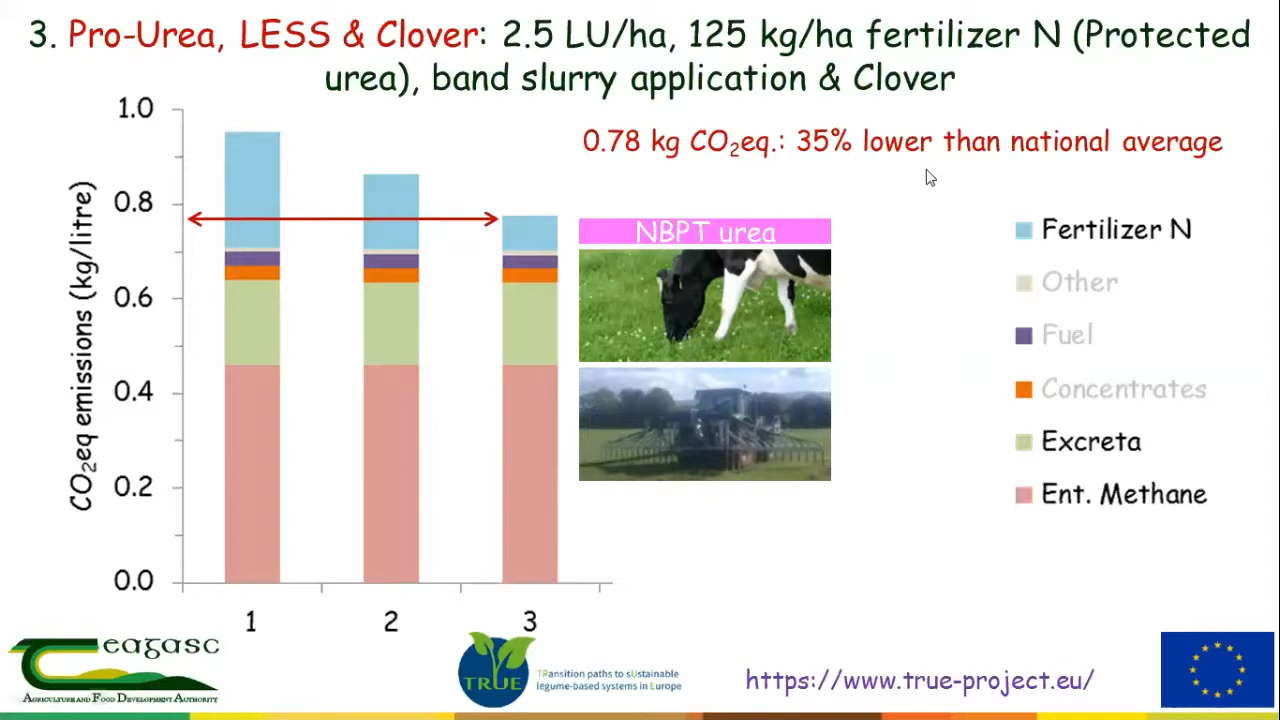 3. Pro-Urea, LESS & Clover: 2.5 LU/ha, 125 kg/ha fertilizer N (Protected
urea), band slurry application & Clover
0.78 kg CO₂eq.: 35% lower than national average
CO₂eq emissions (kg/litre)
1.0
0.8
0.6
0.4
0.2
0.0
1
2
3
NBPT urea
Fertilizer N
Other
Fuel
Concentrates
Excreta
Ent. Methane
Teagasc
AGRICULTURE AND FOOD DEVELOPMENT AUTHORITY
TRUE
TRansition paths to sUstainable
legume-based systems in Europe
https://www.true-project.eu/